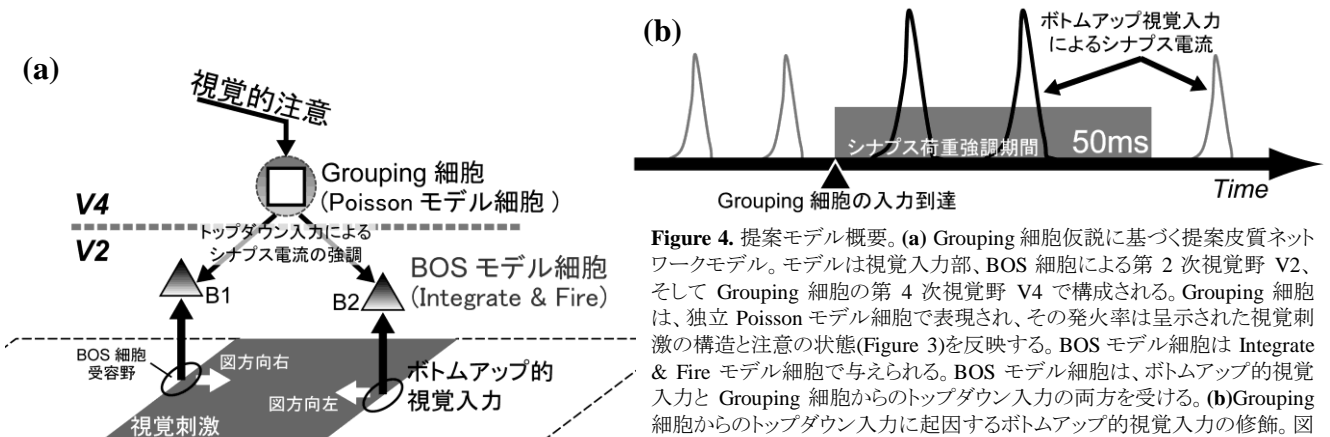 (a)
視覚的注意
Grouping 細胞
(Poisson モデル細胞 )
V4
V2
トップダウン入力による
シナプス電流の強調
BOS モデル細胞
(Integrate & Fire)
B1
B2
BOS 細胞
受容野
図方向右
図方向左
ボトムアップ的
視覚入力
視覚刺激
(b)
ボトムアップ視覚入力
によるシナプス電流
シナプス荷重強調期間
50ms
Time
Grouping 細胞の入力到達
Figure 4. 提案モデル概要。(a) Grouping 細胞仮説に基づく提案皮質ネット
ワークモデル。モデルは視覚入力部、BOS 細胞による第 2 次視覚野 V2、
そして Grouping 細胞の第 4 次視覚野 V4 で構成される。Grouping 細胞
は、独立 Poisson モデル細胞で表現され、その発火率は呈示された視覚刺
激の構造と注意の状態(Figure 3)を反映する。BOS モデル細胞は Integrate
& Fire モデル細胞で与えられる。BOS モデル細胞は、ボトムアップ的視覚
入力と Grouping 細胞からのトップダウン入力の両方を受ける。(b)Grouping
細胞からのトップダウン入力に起因するボトムアップ的視覚入力の修飾。図